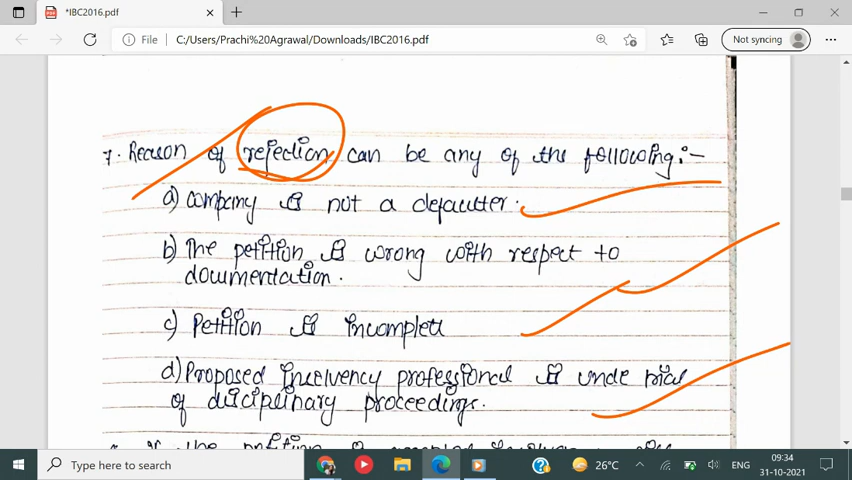 *IBC2016.pdf
File C:/Users/Prachi%20Agrawal/Downloads/IBC2016.pdf
Not syncing
7. Reason of rejection can be any of the following:-
a) company is not a defaulter.
b) The petition is wrong with respect to
documentation.
c) Petition is Incomplete
d) Proposed Insolvency professional is unde trial
of disciplinary proceedings.
Type here to search
26°C
ENG
09:34
31-10-2021